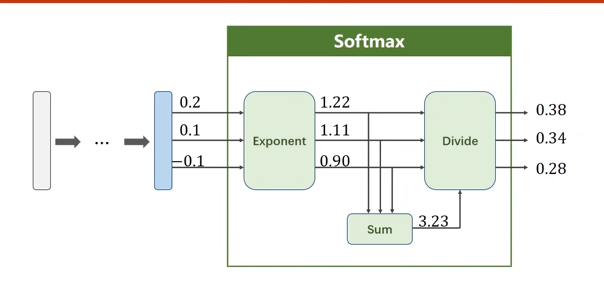 Softmax
0.2
1.22
0.38
0.1
Exponent
1.11
Divide
0.34
...
−0.1
0.90
0.28
Sum
3.23